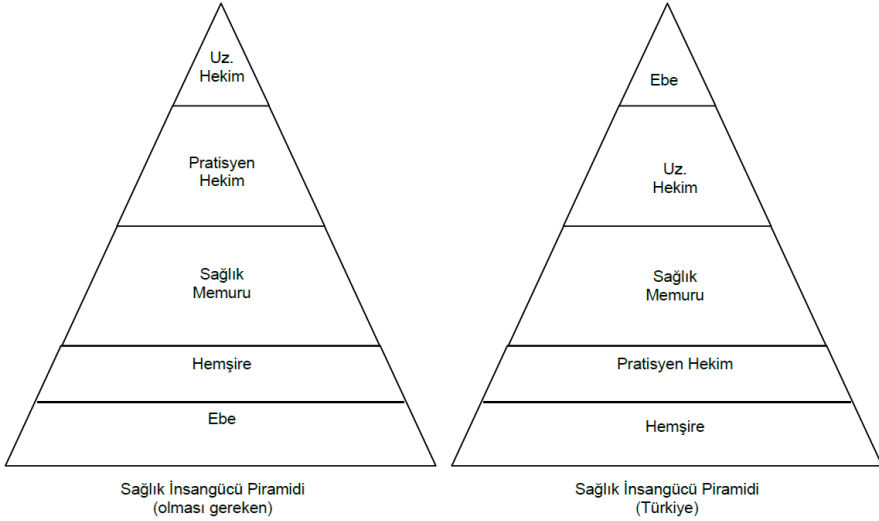 Uz.
Hekim
Pratisyen
Hekim
Sağlık
Memuru
Hemşire
Ebe
Sağlık İnsangücü Piramidi
(olması gereken)
Ebe
Uz.
Hekim
Sağlık
Memuru
Pratisyen Hekim
Hemşire
Sağlık İnsangücü Piramidi
(Türkiye)